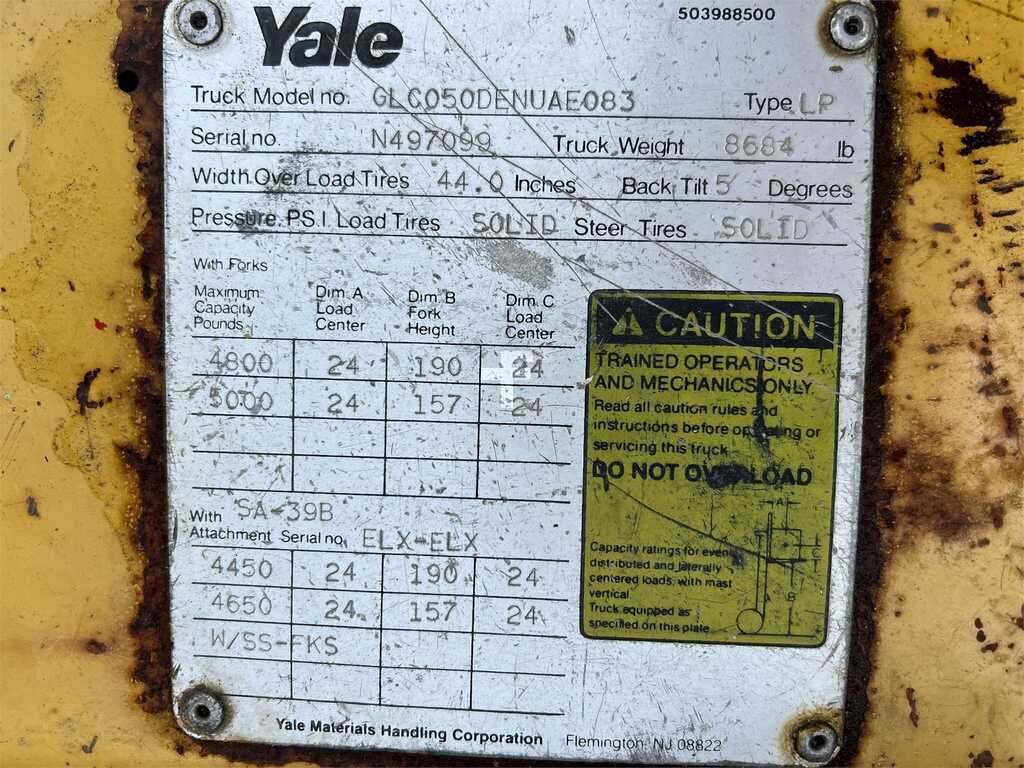 Yale
503988500
Truck Model no. GLC050DENUAE083 Type LP
Serial no. N497099 Truck Weight 8684 lb
Width Over Load Tires 44.0 Inches Back Tilt 5 Degrees
Pressure P.S.I. Load Tires SOLID Steer Tires SOLID
With Forks
Maximum Capacity Pounds Dim. A Load Center Dim. B Fork Height Dim. C Load Center
4800 24 190 24
5000 24 157 24
With SA-39B
Attachment Serial no. ELX-ELX
4450 24 190 24
4650 24 157 24
W/SS-FKS
CAUTION
TRAINED OPERATORS
AND MECHANICS ONLY
Read all caution rules and
instructions before operating or
servicing this truck
DO NOT OVERLOAD
Capacity ratings for evenly
distributed and laterally
centered loads, with mast
vertical
Truck equipped as
specified on this plate
A
C
A
B
Yale Materials Handling Corporation Flemington, NJ 08822